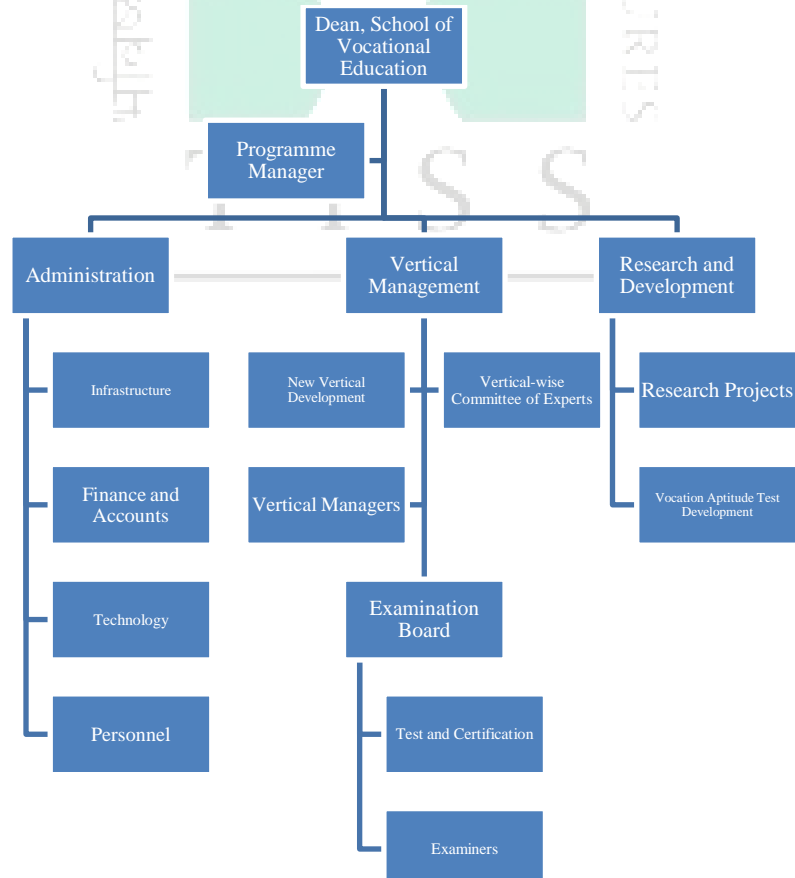 Dean, School of
Vocational
Education
Programme
Manager
T I S S
Administration
Vertical
Management
Research and
Development
Infrastructure
New Vertical
Development
Vertical-wise
Committee of Experts
Research Projects
Finance and
Accounts
Vertical Managers
Vocation Aptitude Test
Development
Technology
Examination
Board
Personnel
Test and Certification
Examiners